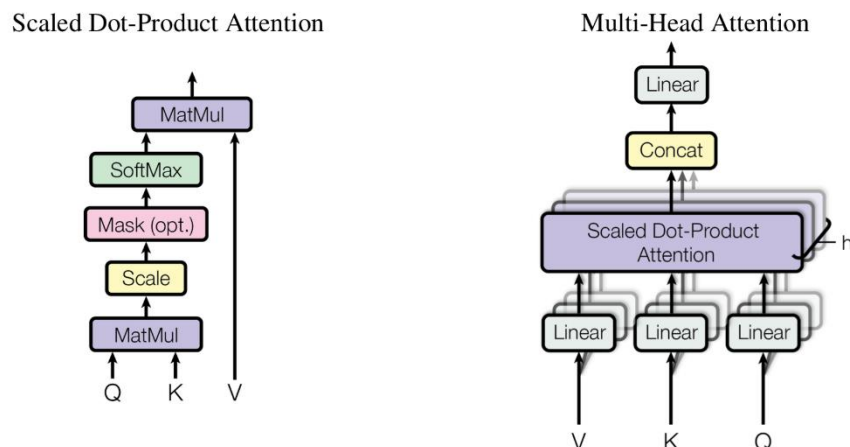 Scaled Dot-Product Attention
MatMul
SoftMax
Mask (opt.)
Scale
MatMul
Q K V
Multi-Head Attention
Linear
Concat
Scaled Dot-Product
Attention
h
Linear Linear Linear
V K Q